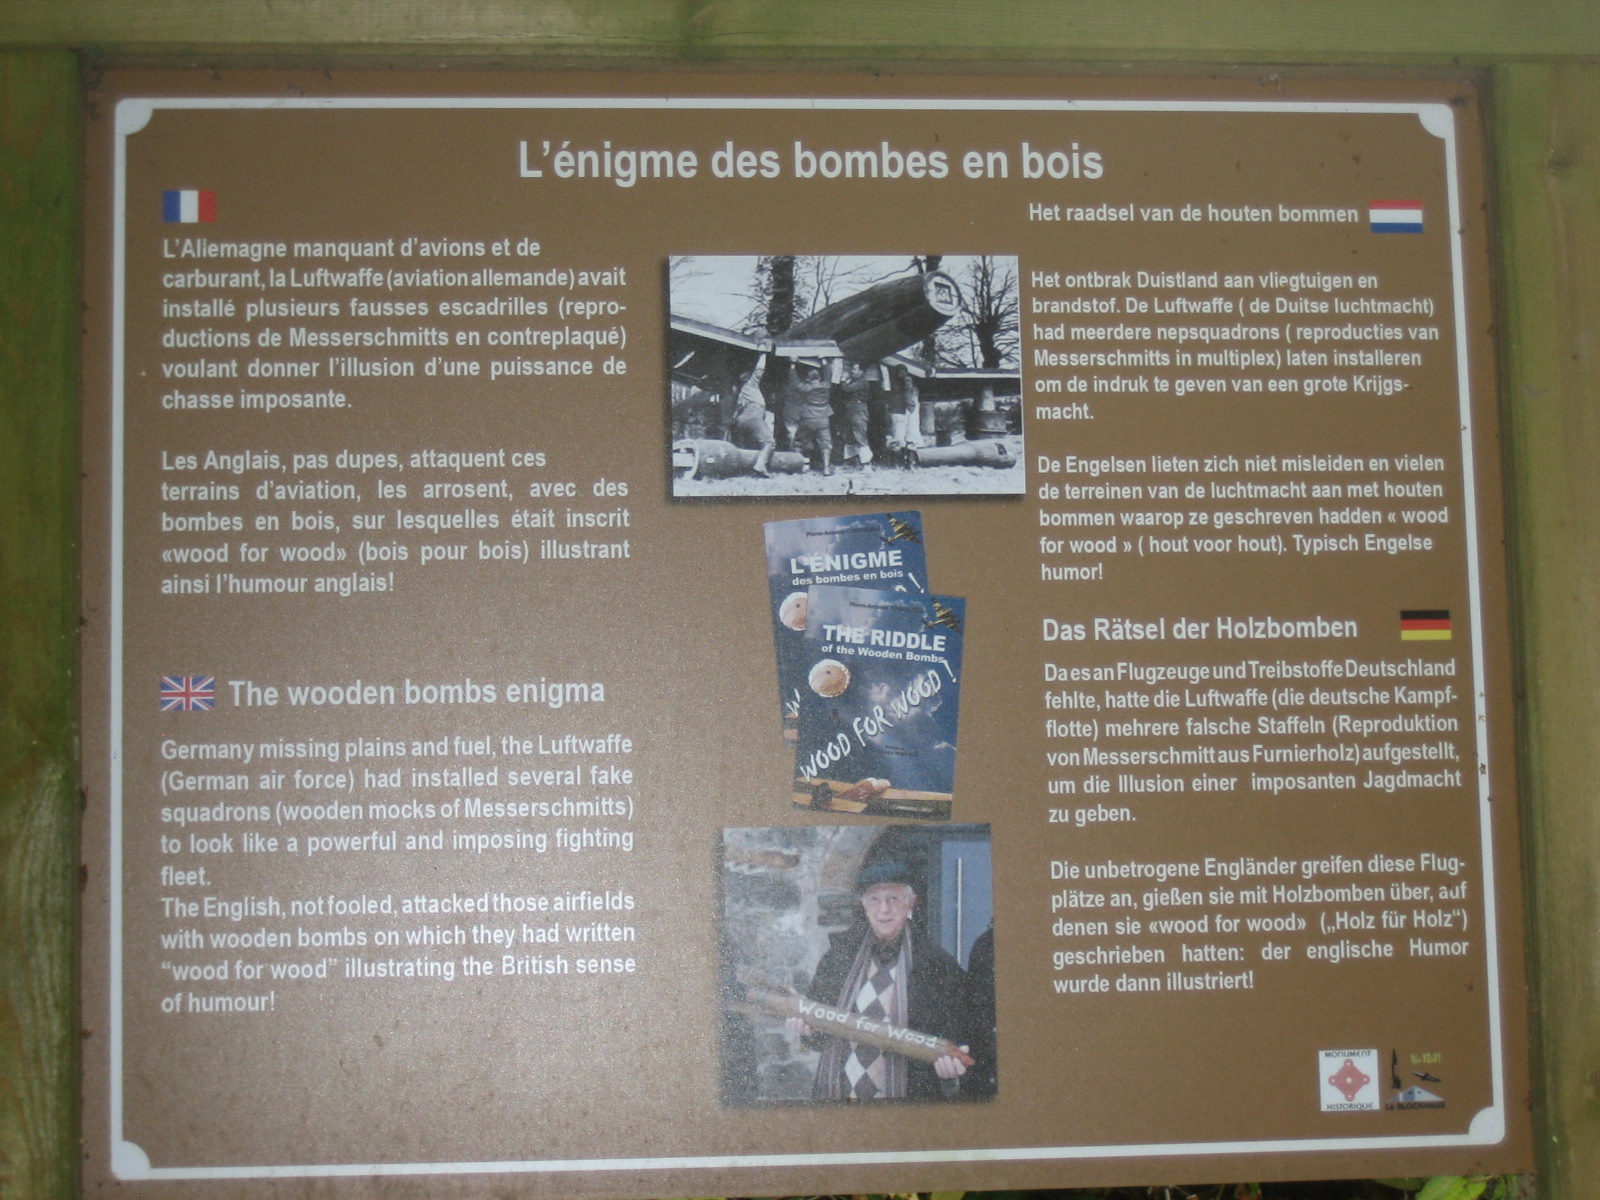 L'énigme des bombes en bois
L'Allemagne manquant d'avions et de
carburant, la Luftwaffe (aviation allemande) avait
installé plusieurs fausses escadrilles (repro-
ductions de Messerschmitts en contreplaqué)
voulant donner l'illusion d'une puissance de
chasse imposante.
Les Anglais, pas dupes, attaquent ces
terrains d'aviation, les arrosent, avec des
bombes en bois, sur lesquelles était inscrit
«wood for wood» (bois pour bois) illustrant
ainsi l'humour anglais!
The wooden bombs enigma
Germany missing plains and fuel, the Luftwaffe
(German air force) had installed several fake
squadrons (wooden mocks of Messerschmitts)
to look like a powerful and imposing fighting
fleet.
The English, not fooled, attacked those airfields
with wooden bombs on which they had written
“wood for wood” illustrating the British sense
of humour!
L'ÉNIGME
des bombes en bois
THE RIDDLE
of the Wooden Bombs
WOOD FOR WOOD!
Wood for Wood
Het raadsel van de houten bommen
Het ontbrak Duistland aan vliegtuigen en
brandstof. De Luftwaffe ( de Duitse luchtmacht)
had meerdere nepsquadrons ( reproducties van
Messerschmitts in multiplex) laten installeren
om de indruk te geven van een grote Krijgs-
macht.
De Engelsen lieten zich niet misleiden en vielen
de terreinen van de luchtmacht aan met houten
bommen waarop ze geschreven hadden « wood
for wood » ( hout voor hout). Typisch Engelse
humor!
Das Rätsel der Holzbomben
Da es an Flugzeuge und Treibstoffe Deutschland
fehlte, hatte die Luftwaffe (die deutsche Kampf-
flotte) mehrere falsche Staffeln (Reproduktion
von Messerschmitt aus Furnierholz) aufgestellt,
um die Illusion einer imposanten Jagdmacht
zu geben.
Die unbetrogene Engländer greifen diese Flug-
plätze an, gießen sie mit Holzbomben über, auf
denen sie «wood for wood» („Holz für Holz“)
geschrieben hatten: der englische Humor
wurde dann illustriert!
MONUMENT
HISTORIQUE
Le BLOCKHAUS